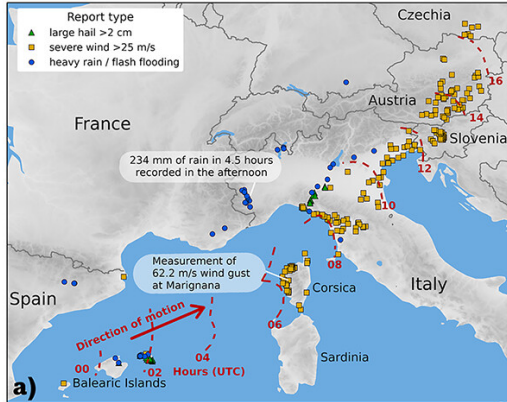 Report type
large hail >2 cm
severe wind >25 m/s
heavy rain / flash flooding
Czechia
16
Austria
14
France
Slovenia
234 mm of rain in 4.5 hours
recorded in the afternoon
12
10
Measurement of
62.2 m/s wind gust
at Marignana
08
Italy
Spain
Corsica
06
Direction of motion
04
00
02
Hours (UTC)
Sardinia
Balearic Islands
a)